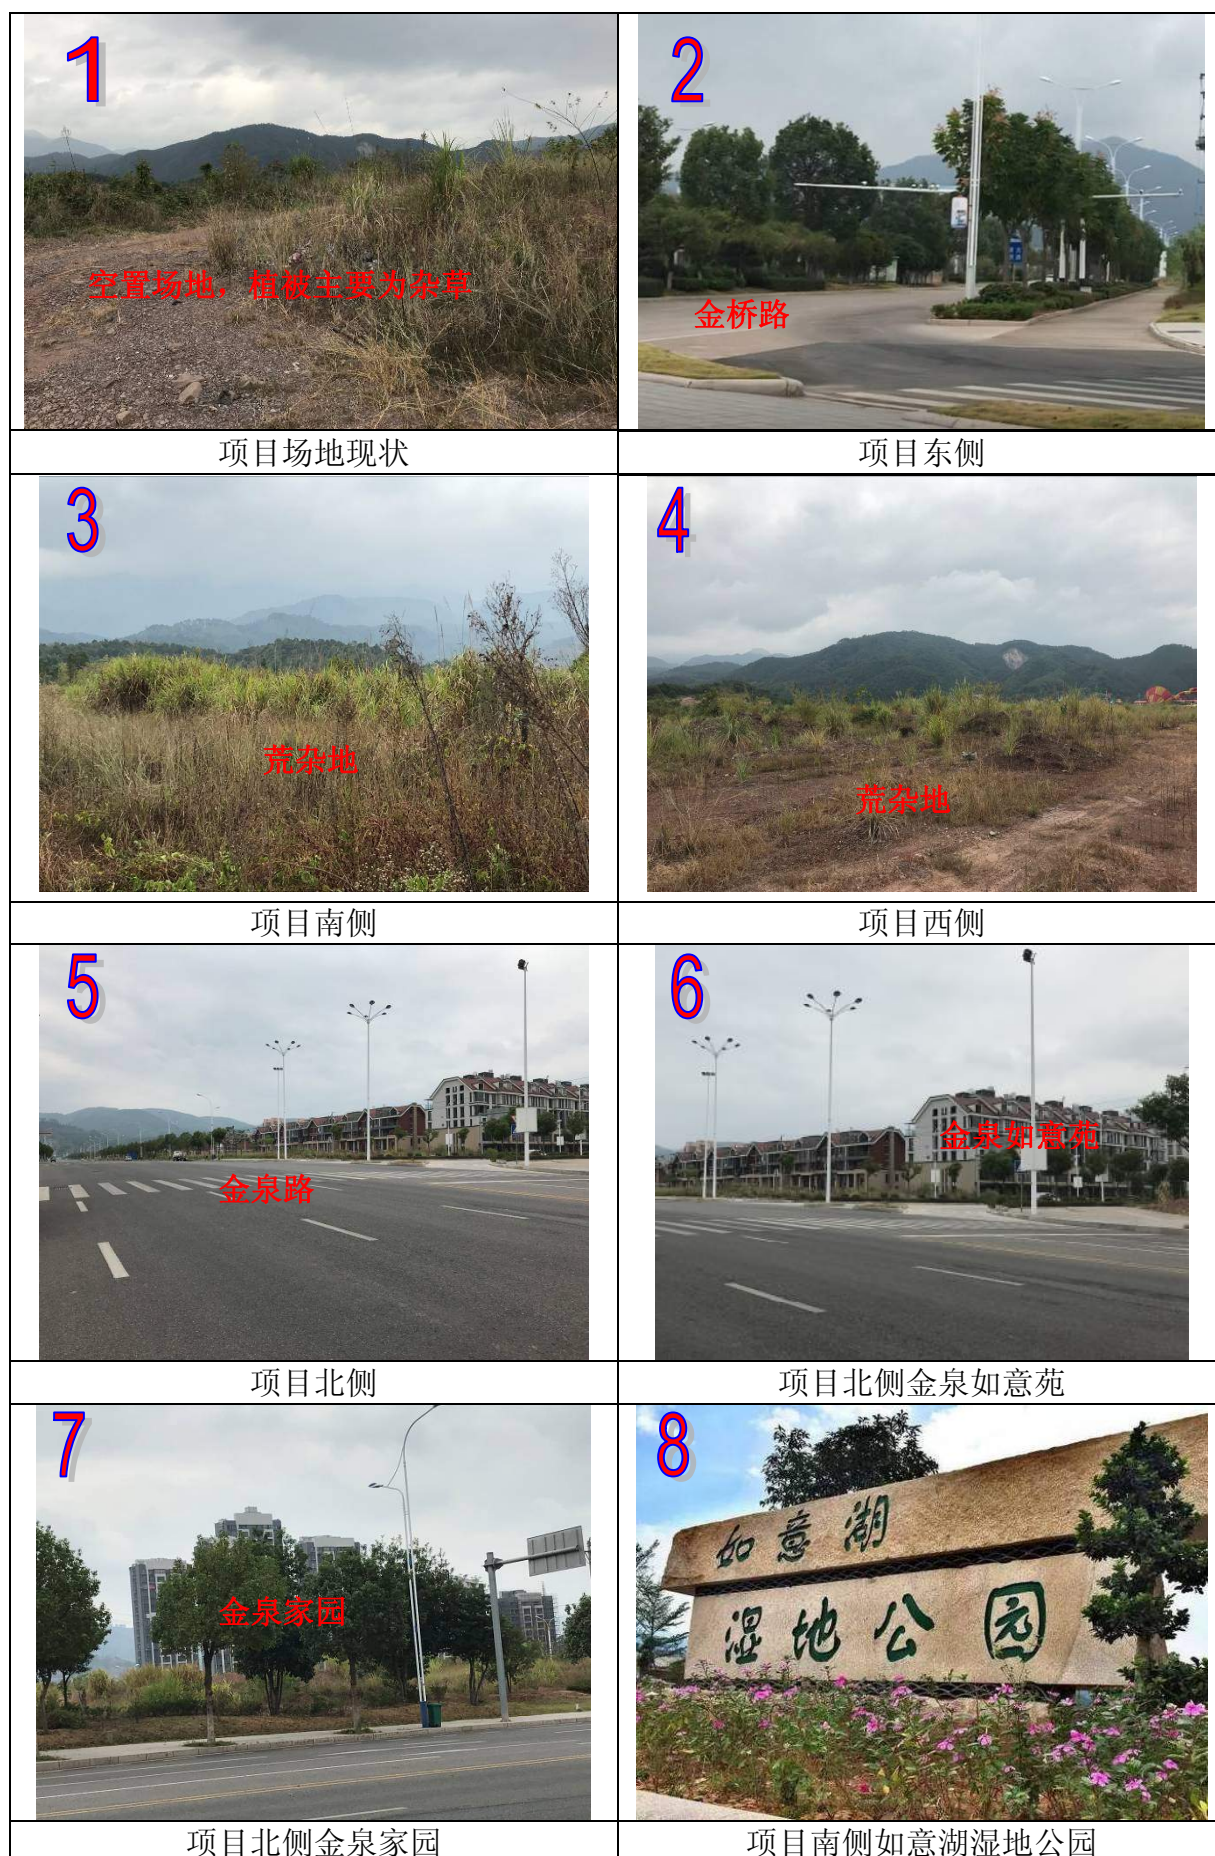 1
2
空置场地，植被主要为杂草
金桥路
项目场地现状
项目东侧
3
4
荒杂地
荒杂地
项目南侧
项目西侧
5
6
金泉路
金泉如意苑
项目北侧
项目北侧金泉如意苑
7
8
金泉家园
如意湖
湿地公园
项目北侧金泉家园
项目南侧如意湖湿地公园